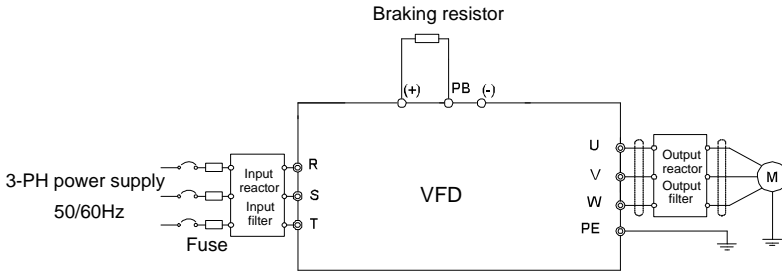 Braking resistor
(+) PB (-)
3-PH power supply
50/60Hz
Fuse
Input
reactor
Input
filter
R
S
T
VFD
U
V
W
PE
Output
reactor
Output
filter
M